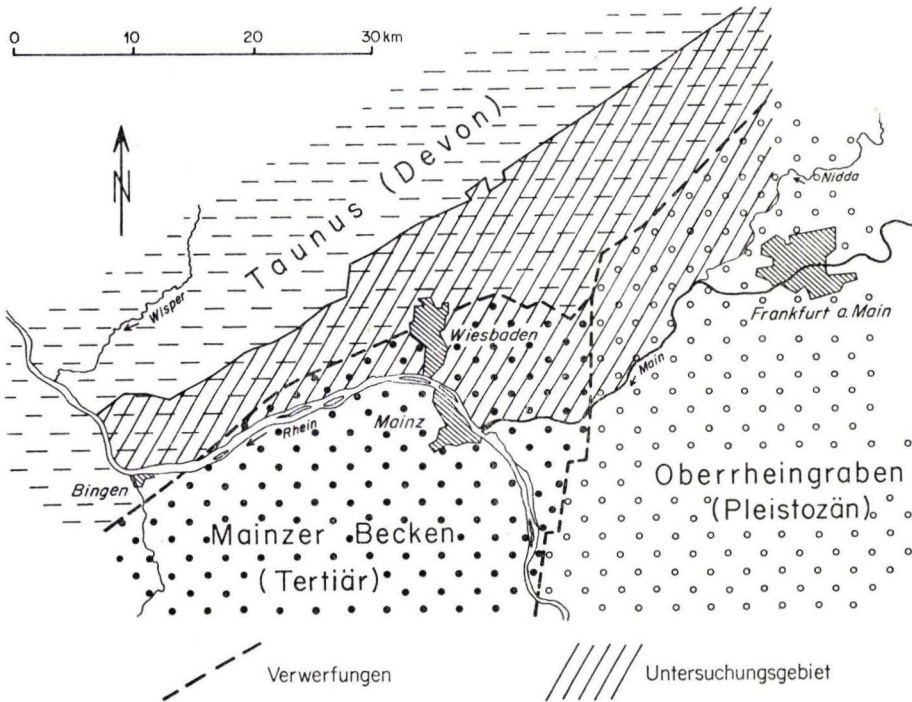 0 10 20 30 km
N
Taunus (Devon)
Nidda
Wisper
Wiesbaden
Frankfurt a. Main
Main
Mainz
Rhein
Bingen
Oberrheingraben
(Pleistozän)
Mainzer Becken
(Tertiär)
Verwerfungen
Untersuchungsgebiet